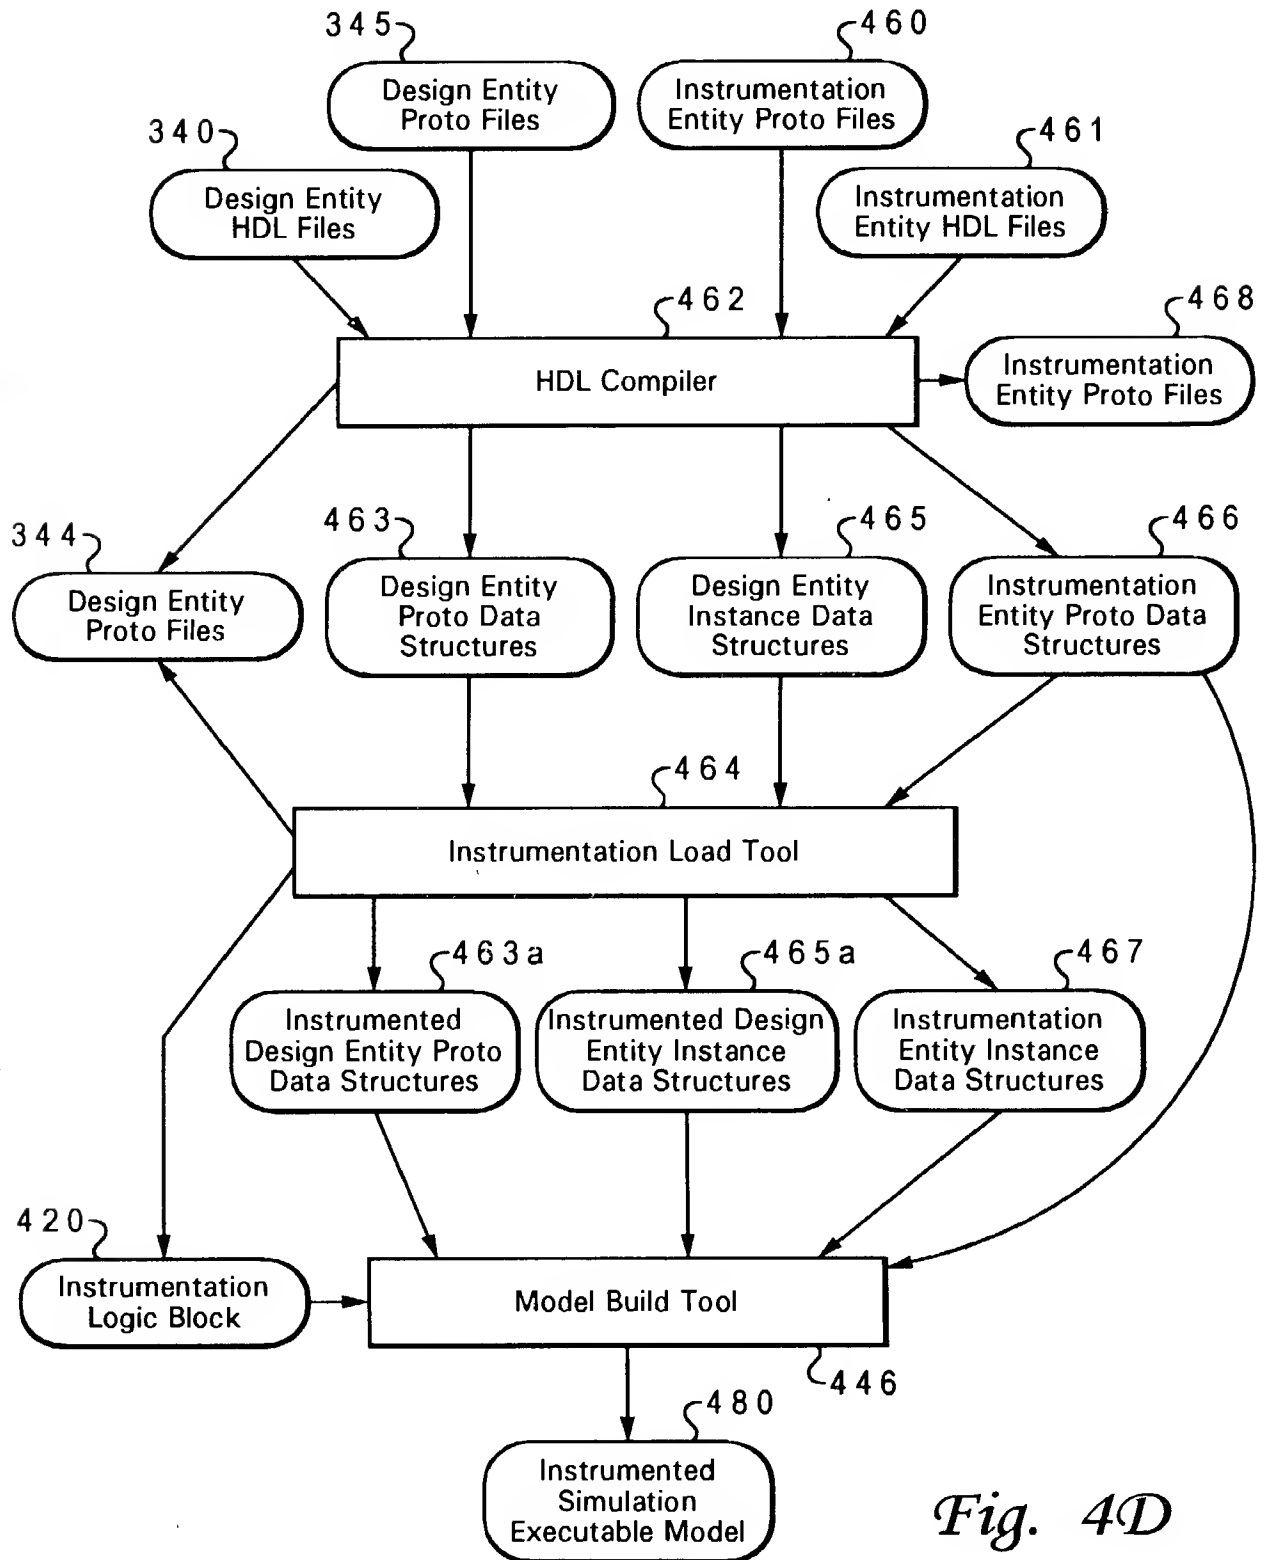 345
460
Design Entity
Proto Files
Instrumentation
Entity Proto Files
340
461
Design Entity
HDL Files
Instrumentation
Entity HDL Files
462
468
HDL Compiler
Instrumentation
Entity Proto Files
344
463
465
466
Design Entity
Proto Files
Design Entity
Proto Data
Structures
Design Entity
Instance Data
Structures
Instrumentation
Entity Proto Data
Structures
464
Instrumentation Load Tool
463a
465a
467
Instrumented
Design Entity Proto
Data Structures
Instrumented Design
Entity Instance
Data Structures
Instrumentation
Entity Instance
Data Structures
420
Instrumentation
Logic Block
Model Build Tool
446
480
Instrumented
Simulation
Executable Model
Fig. 4D